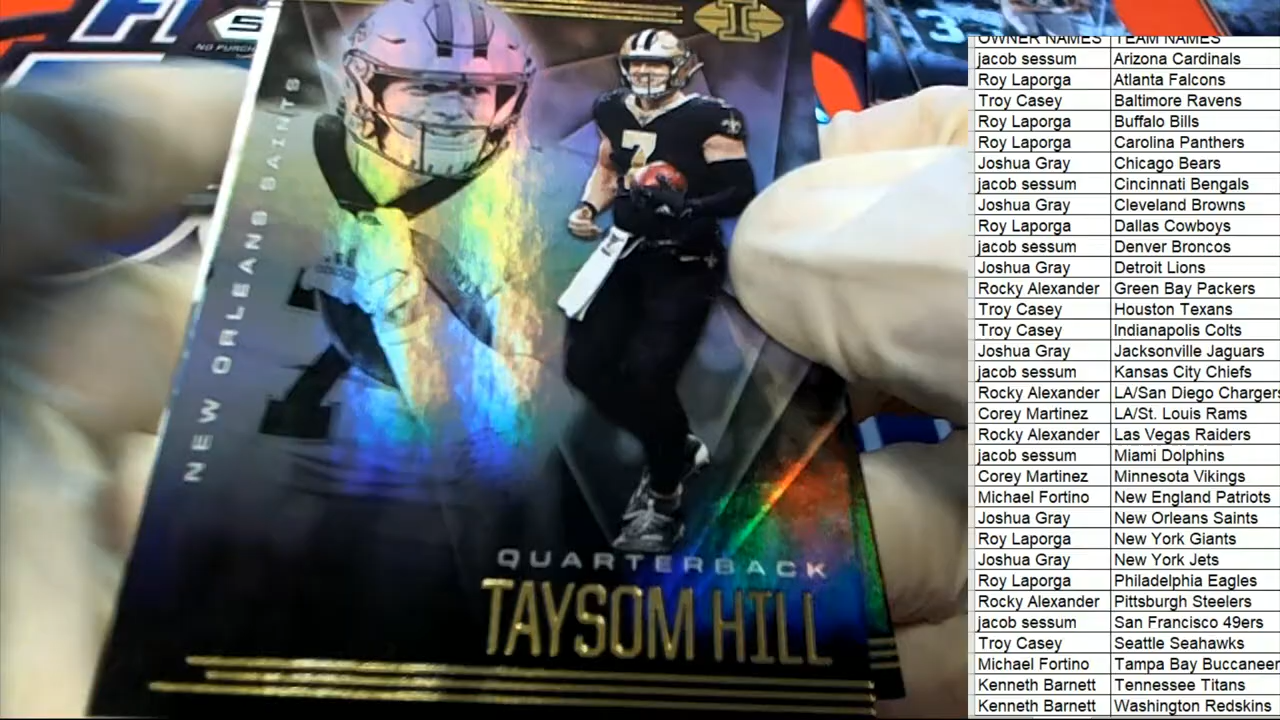 NO PURCH
NEW ORLEANS SAINTS
I
7
7
QUARTERBACK
TAYSOM HILL
3
OWNER NAMES TEAM NAMES
jacob sessum Arizona Cardinals
Roy Laporga Atlanta Falcons
Troy Casey Baltimore Ravens
Roy Laporga Buffalo Bills
Roy Laporga Carolina Panthers
Joshua Gray Chicago Bears
jacob sessum Cincinnati Bengals
Joshua Gray Cleveland Browns
Roy Laporga Dallas Cowboys
jacob sessum Denver Broncos
Joshua Gray Detroit Lions
Rocky Alexander Green Bay Packers
Troy Casey Houston Texans
Troy Casey Indianapolis Colts
Joshua Gray Jacksonville Jaguars
jacob sessum Kansas City Chiefs
Rocky Alexander LA/San Diego Chargers
Corey Martinez LA/St. Louis Rams
Rocky Alexander Las Vegas Raiders
jacob sessum Miami Dolphins
Corey Martinez Minnesota Vikings
Michael Fortino New England Patriots
Joshua Gray New Orleans Saints
Roy Laporga New York Giants
Joshua Gray New York Jets
Roy Laporga Philadelphia Eagles
Rocky Alexander Pittsburgh Steelers
jacob sessum San Francisco 49ers
Troy Casey Seattle Seahawks
Michael Fortino Tampa Bay Buccaneer
Kenneth Barnett Tennessee Titans
Kenneth Barnett Washington Redskins